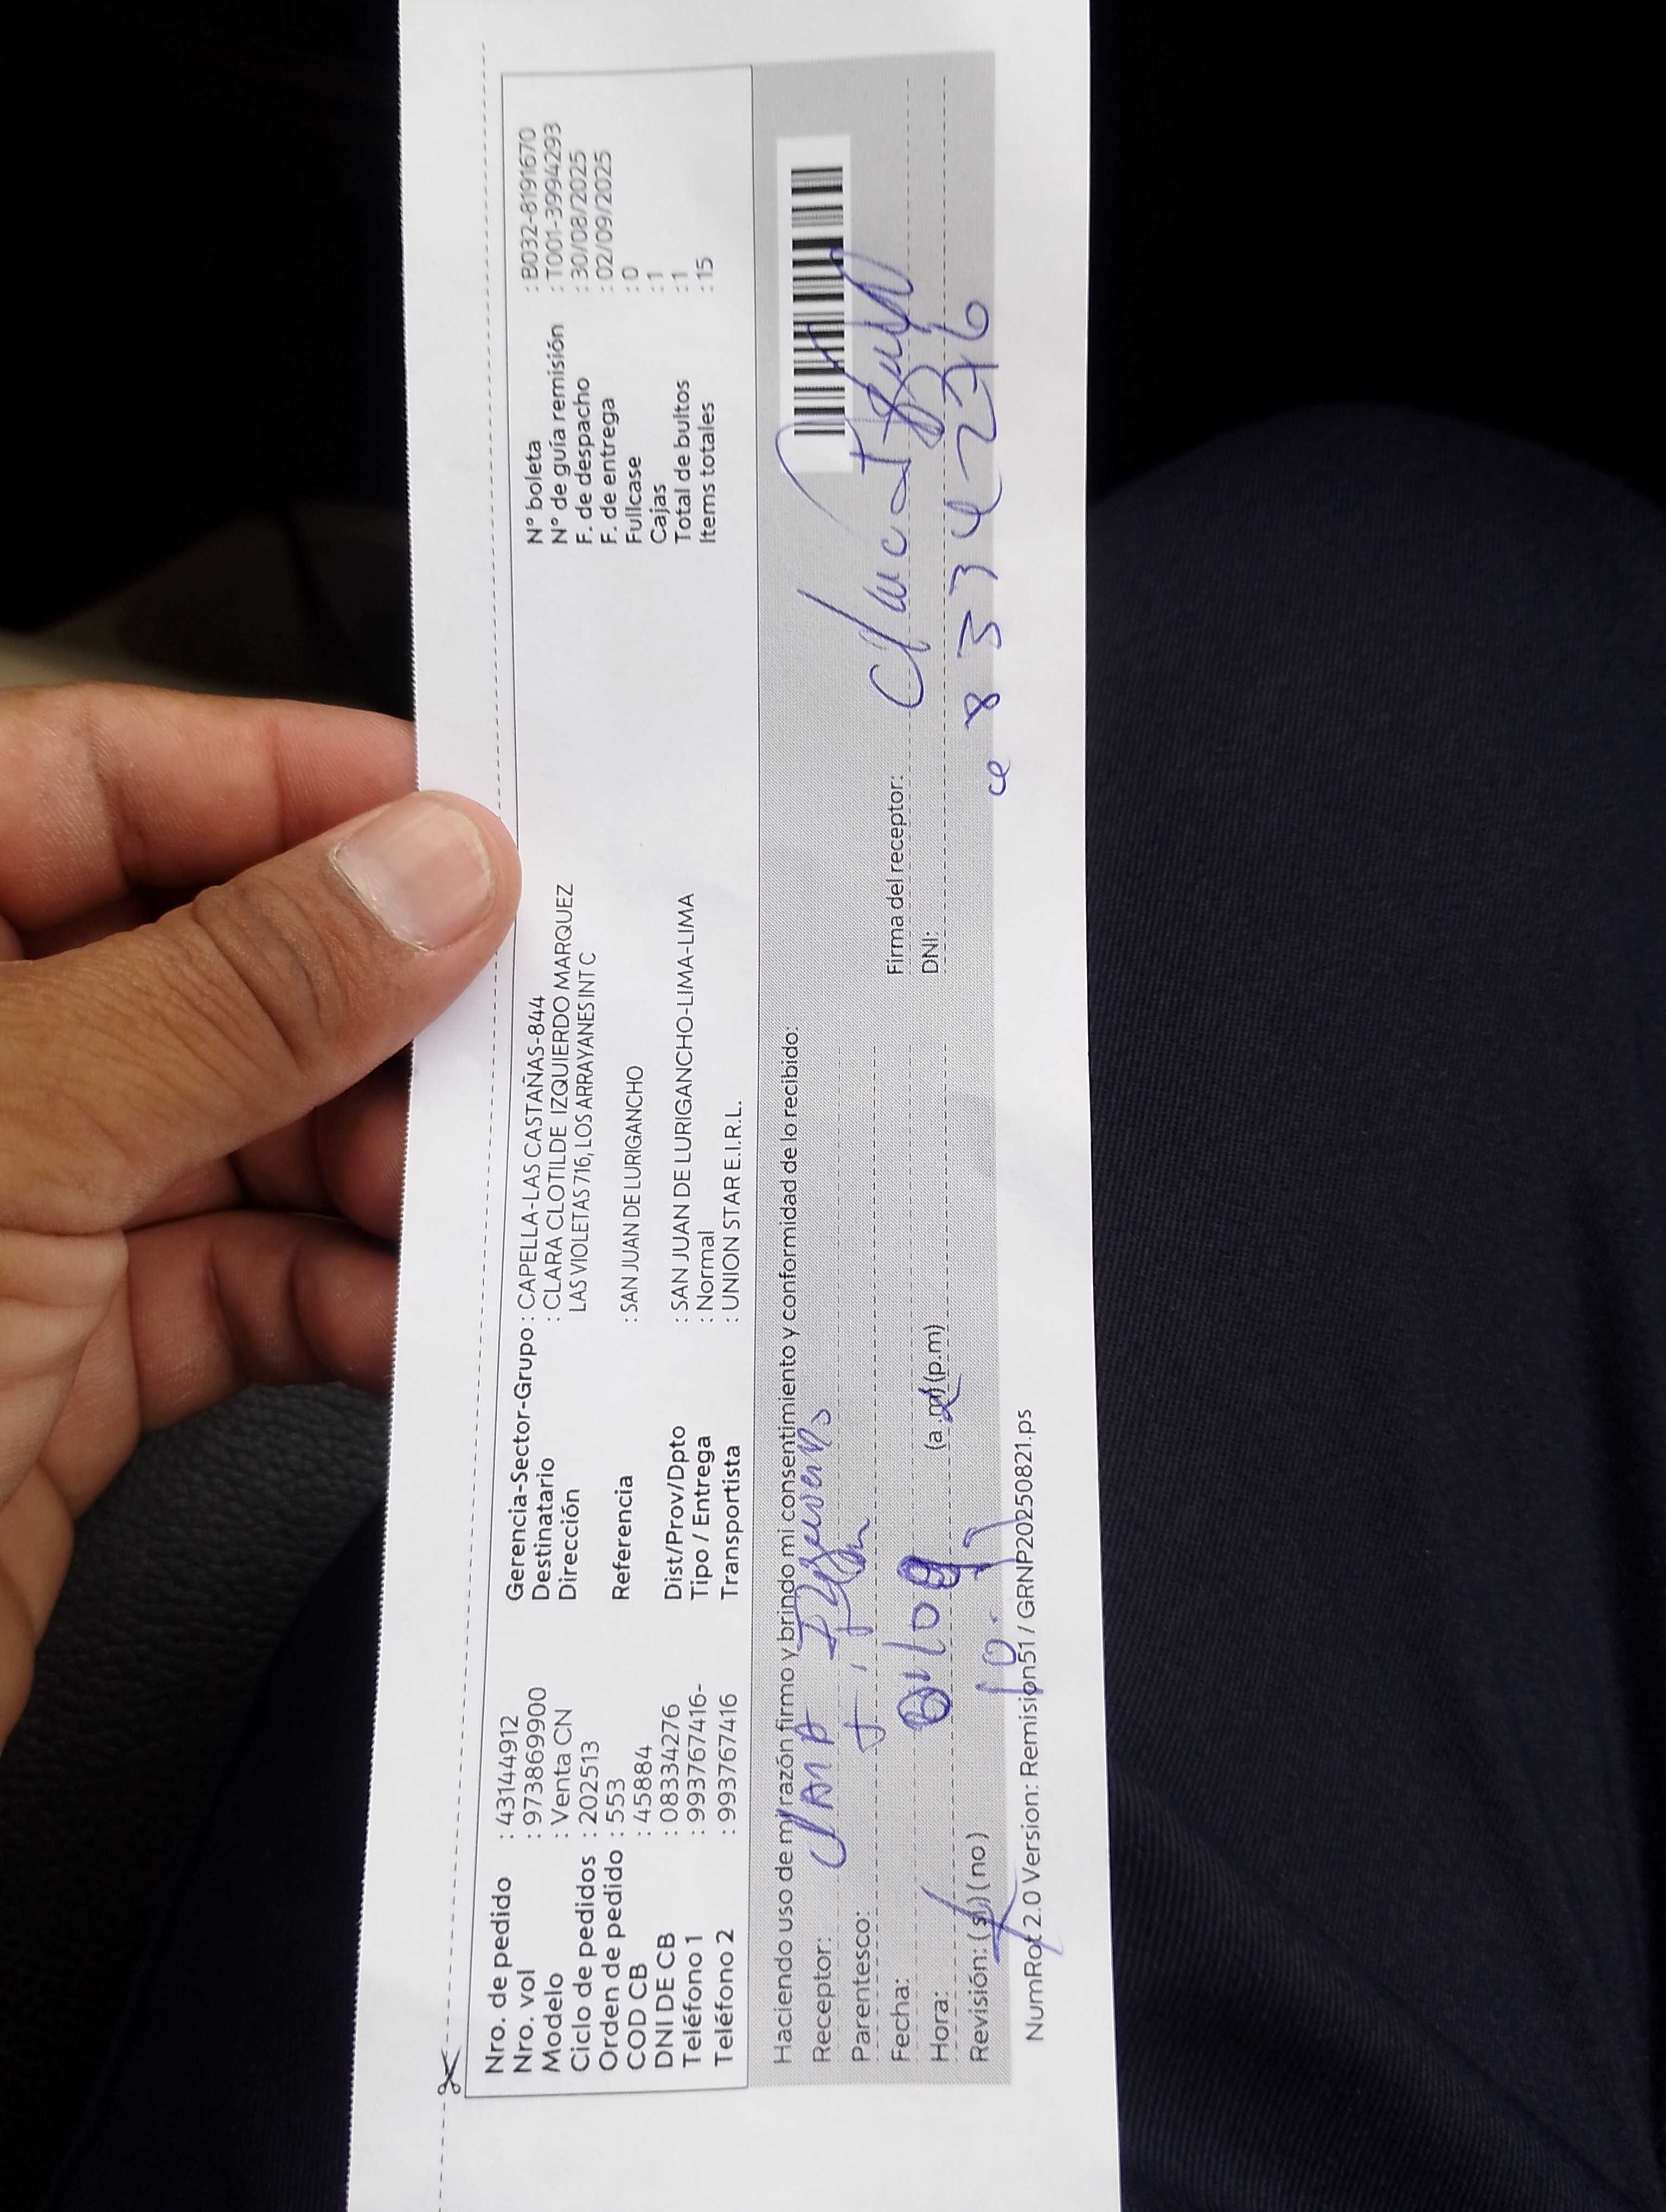 Nro. de pedido : 43144912
Nro. vol : 973869900
Modelo : Venta CN
Ciclo de pedidos : 202513
Orden de pedido : 553
COD CB : 45884
DNI DE CB : 08334276
Teléfono 1 : 993767416-
Teléfono 2 : 993767416
Gerencia-Sector-Grupo : CAPELLA-LAS CASTAÑAS-844
Destinatario : CLARA CLOTILDE IZQUIERDO MARQUEZ
Dirección LAS VIOLETAS 716, LOS ARRAYANES INT C
Referencia : SAN JUAN DE LURIGANCHO
Dist/Prov/Dpto : SAN JUAN DE LURIGANCHO-LIMA-LIMA
Tipo / Entrega : Normal
Transportista : UNION STAR E.I.R.L.
N° boleta : B032-8191670
N° de guía remisión : T001-3994293
F. de despacho : 30/08/2025
F. de entrega : 02/09/2025
Fullcase : 0
Cajas : 1
Total de bultos : 1
Items totales : 15
Haciendo uso de mi razón firmo y brindo mi consentimiento y conformidad de lo recibido:
Receptor:
Parentesco:
Fecha:
Hora: (a.m) (p.m)
Revisión: (si) (no)
Firma del receptor:
DNI:
08334276
NumRot 2.0 Version: Remision51 / GRNP20250821.ps